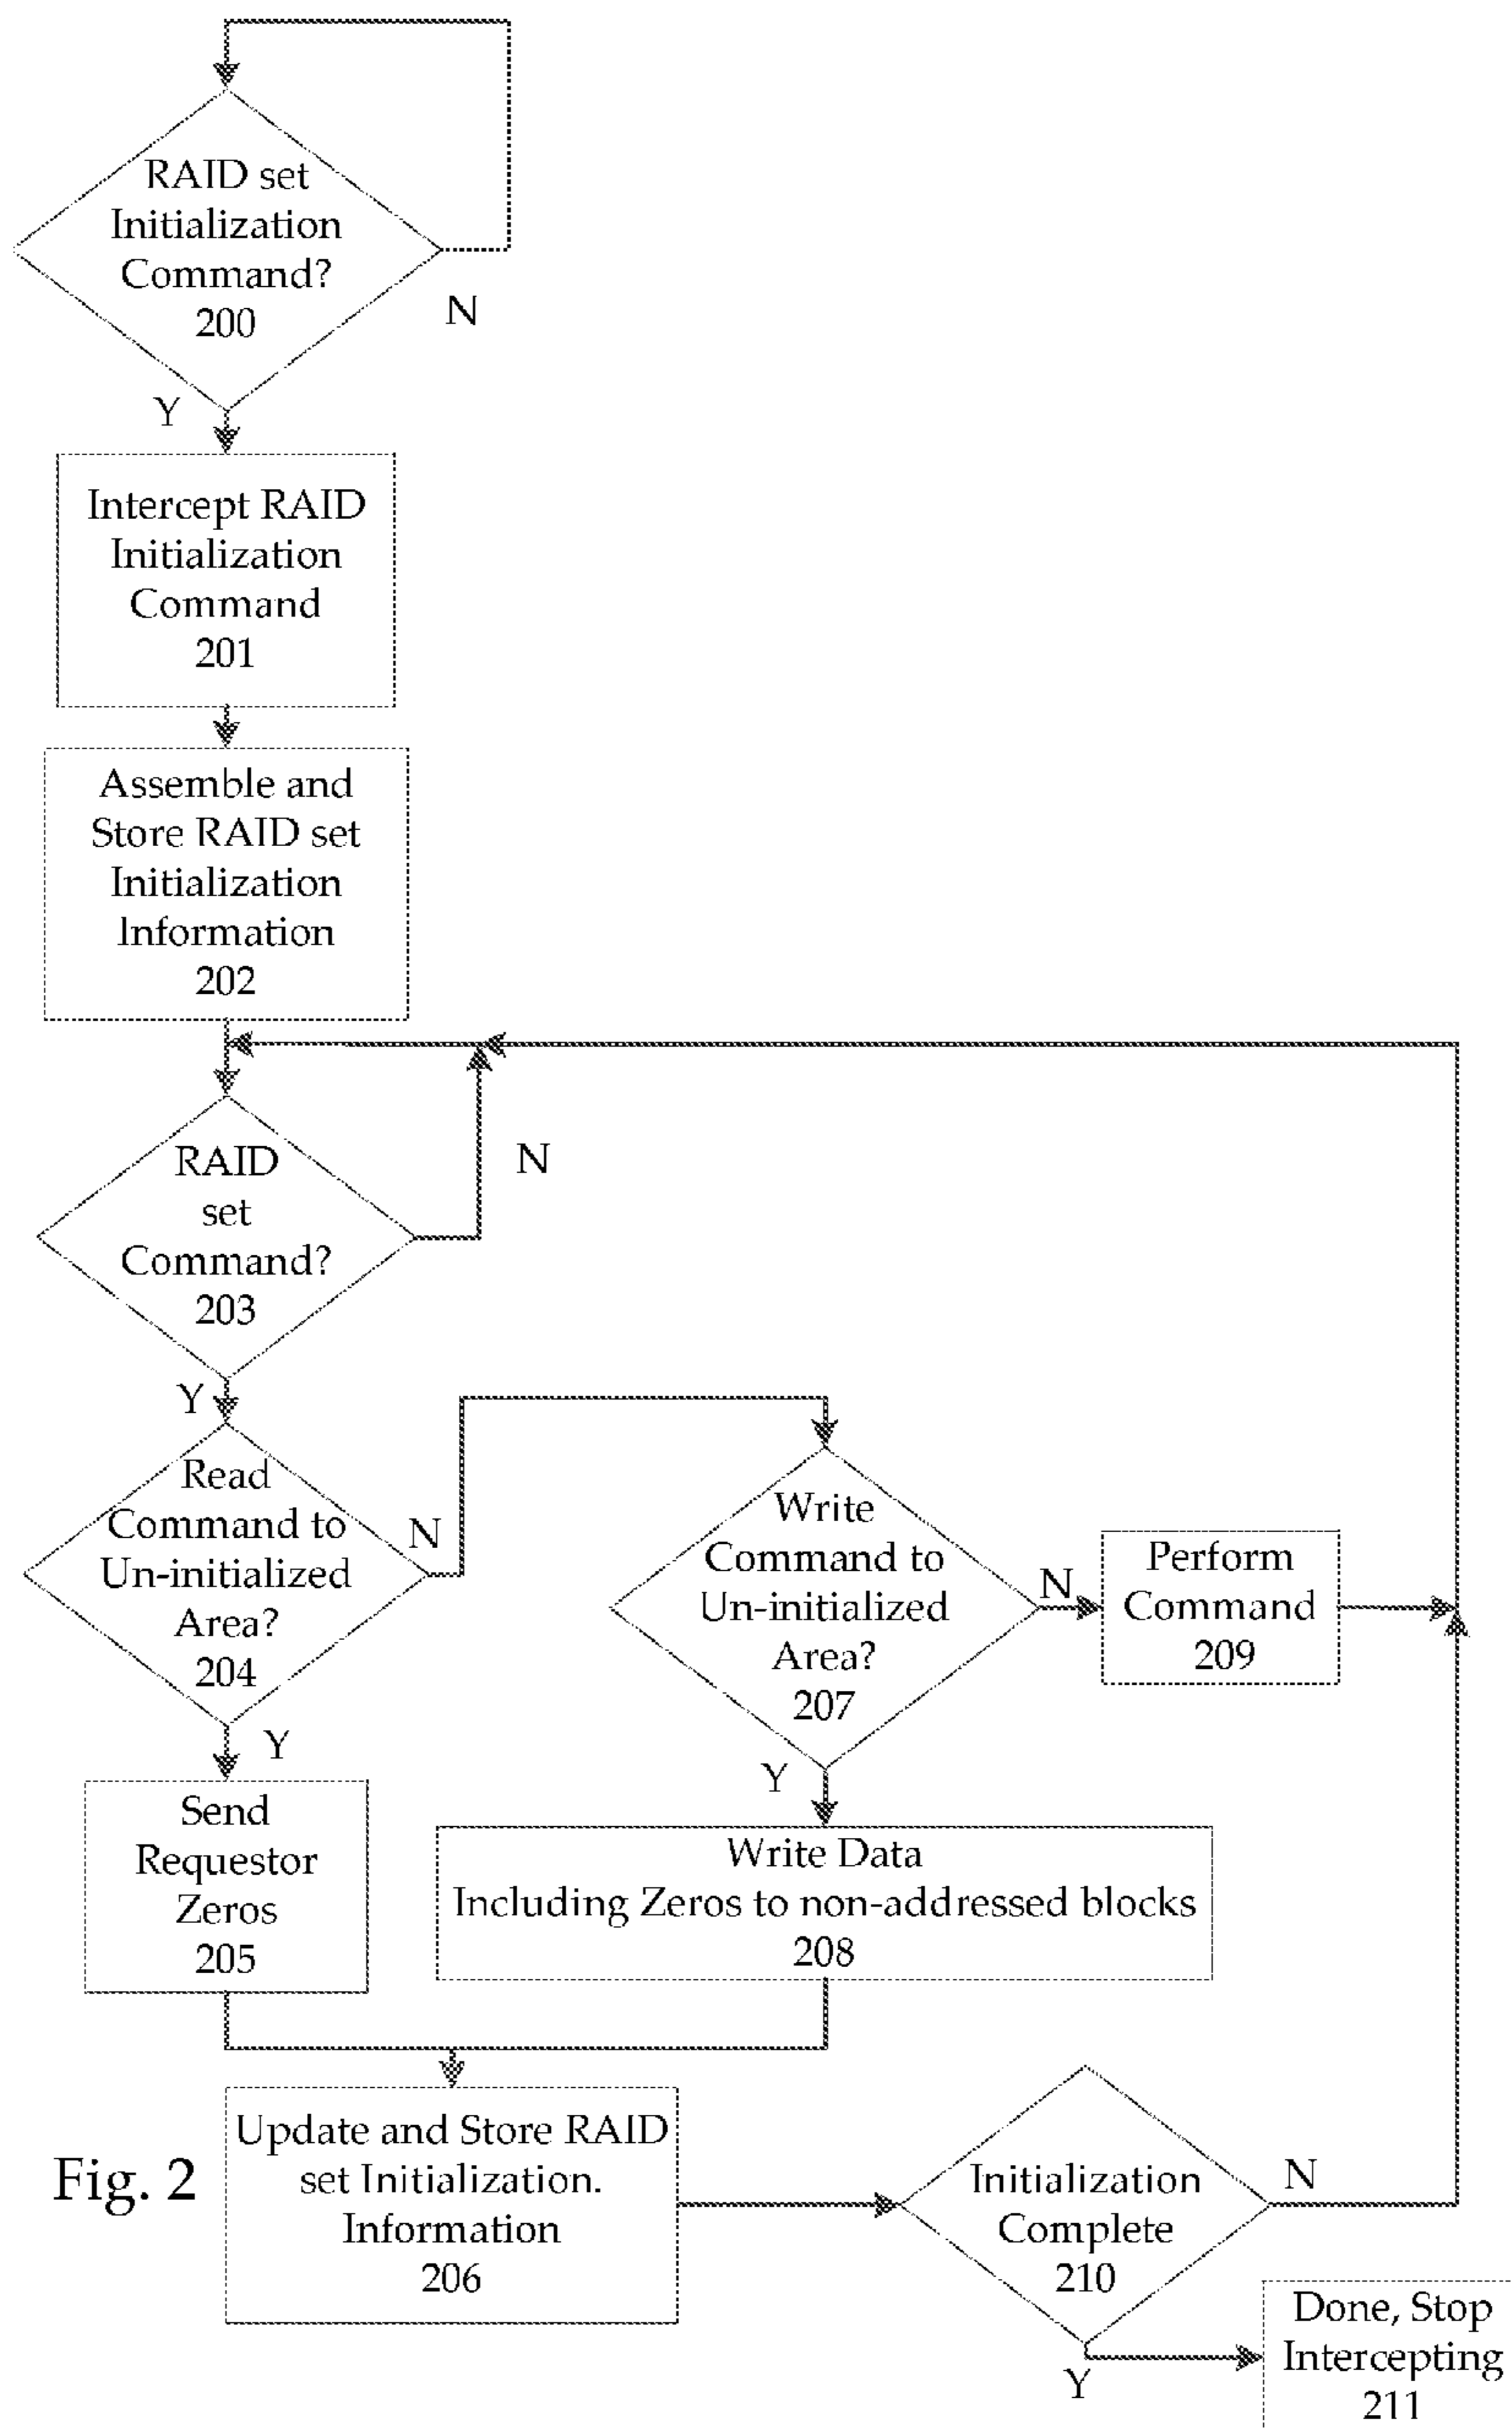 RAID set
Initialization
Command?
200
N
Y
Intercept RAID
Initialization
Command
201
Assemble and
Store RAID set
Initialization
Information
202
RAID
set
Command?
203
N
Y
Read
Command to
Un-initialized
Area?
204
N
Y
Write
Command to
Un-initialized
Area?
207
N
Y
Perform
Command
209
Send
Requestor
Zeros
205
Write Data
Including Zeros to non-addressed blocks
208
Update and Store RAID
set Initialization.
Information
206
Fig. 2
Initialization
Complete
210
N
Y
Done, Stop
Intercepting
211